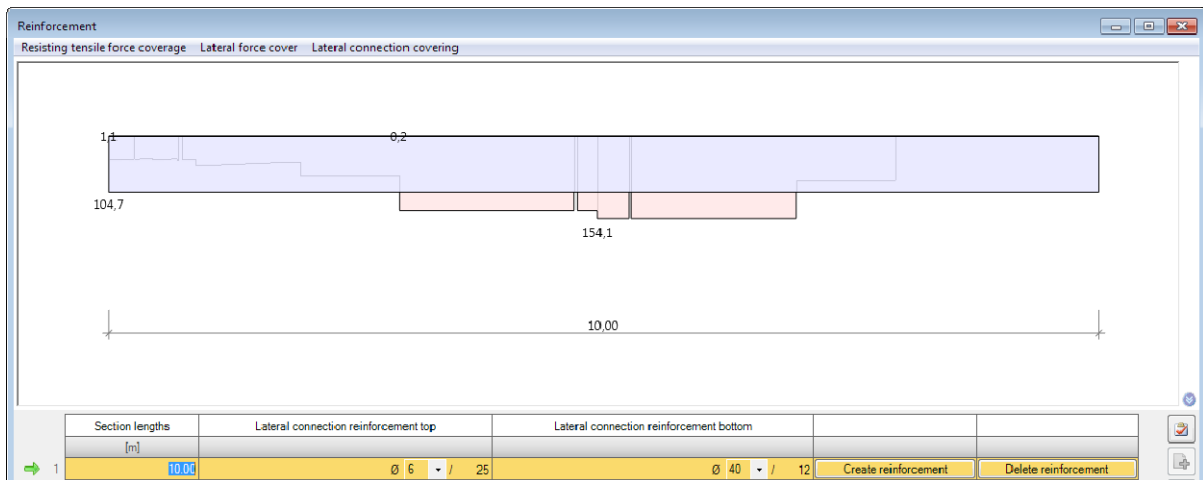 Reinforcement
Resisting tensile force coverage Lateral force cover Lateral connection covering
1,1 0,2
104,7
154,1
10,00
Section lengths Lateral connection reinforcement top Lateral connection reinforcement bottom
[m]
1 10.00 Ø 6 / 25 Ø 40 / 12 Create reinforcement Delete reinforcement